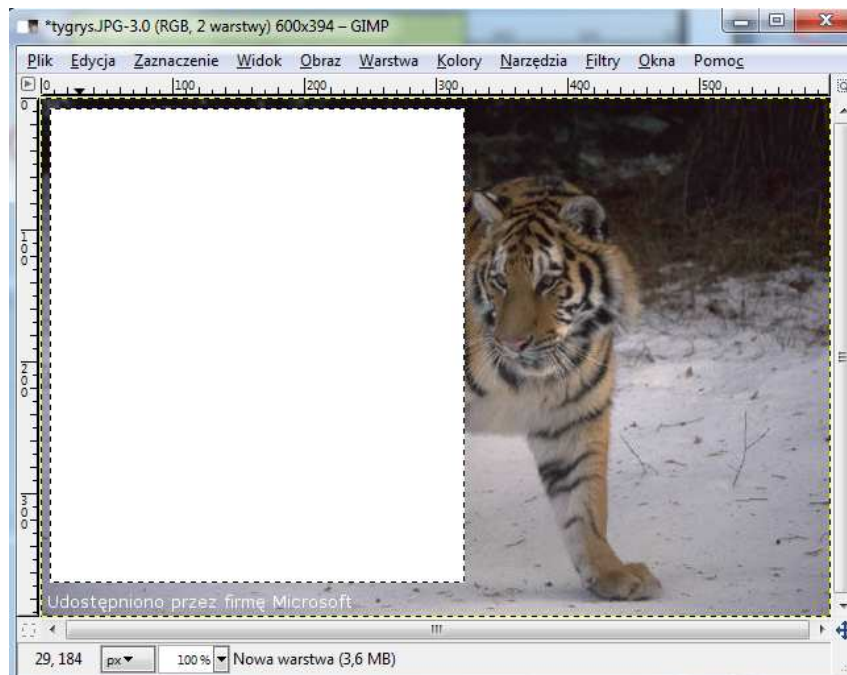 *tygrys.JPG-3.0 (RGB, 2 warstwy) 600x394 – GIMP
Plik Edycja Zaznaczenie Widok Obraz Warstwa Kolory Narzędzia Filtry Okna Pomoc
0 100 200 300 400 500
0
100
200
300
Udostępniono przez firmę Microsoft
29, 184 px 100 % Nowa warstwa (3,6 MB)